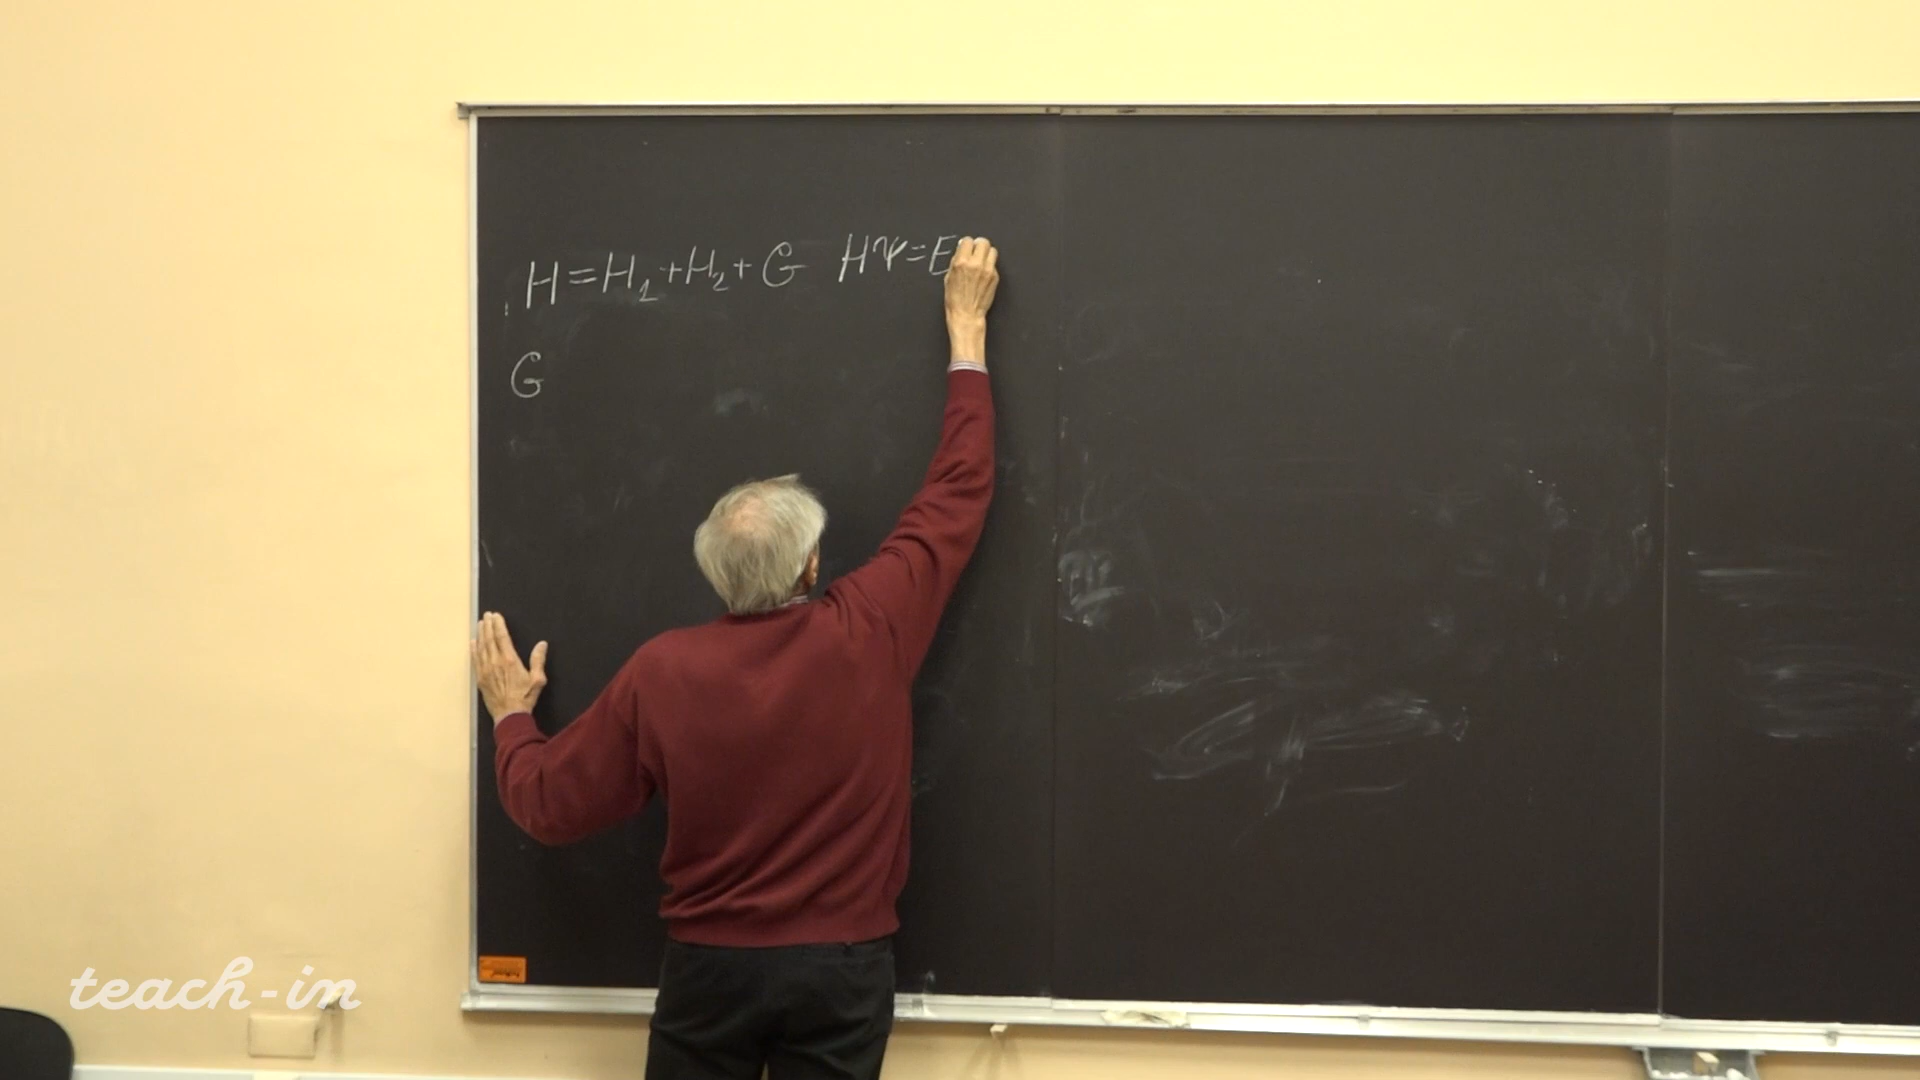 H = H₁ + H₂ + G   HΨ = E
G
teach-in